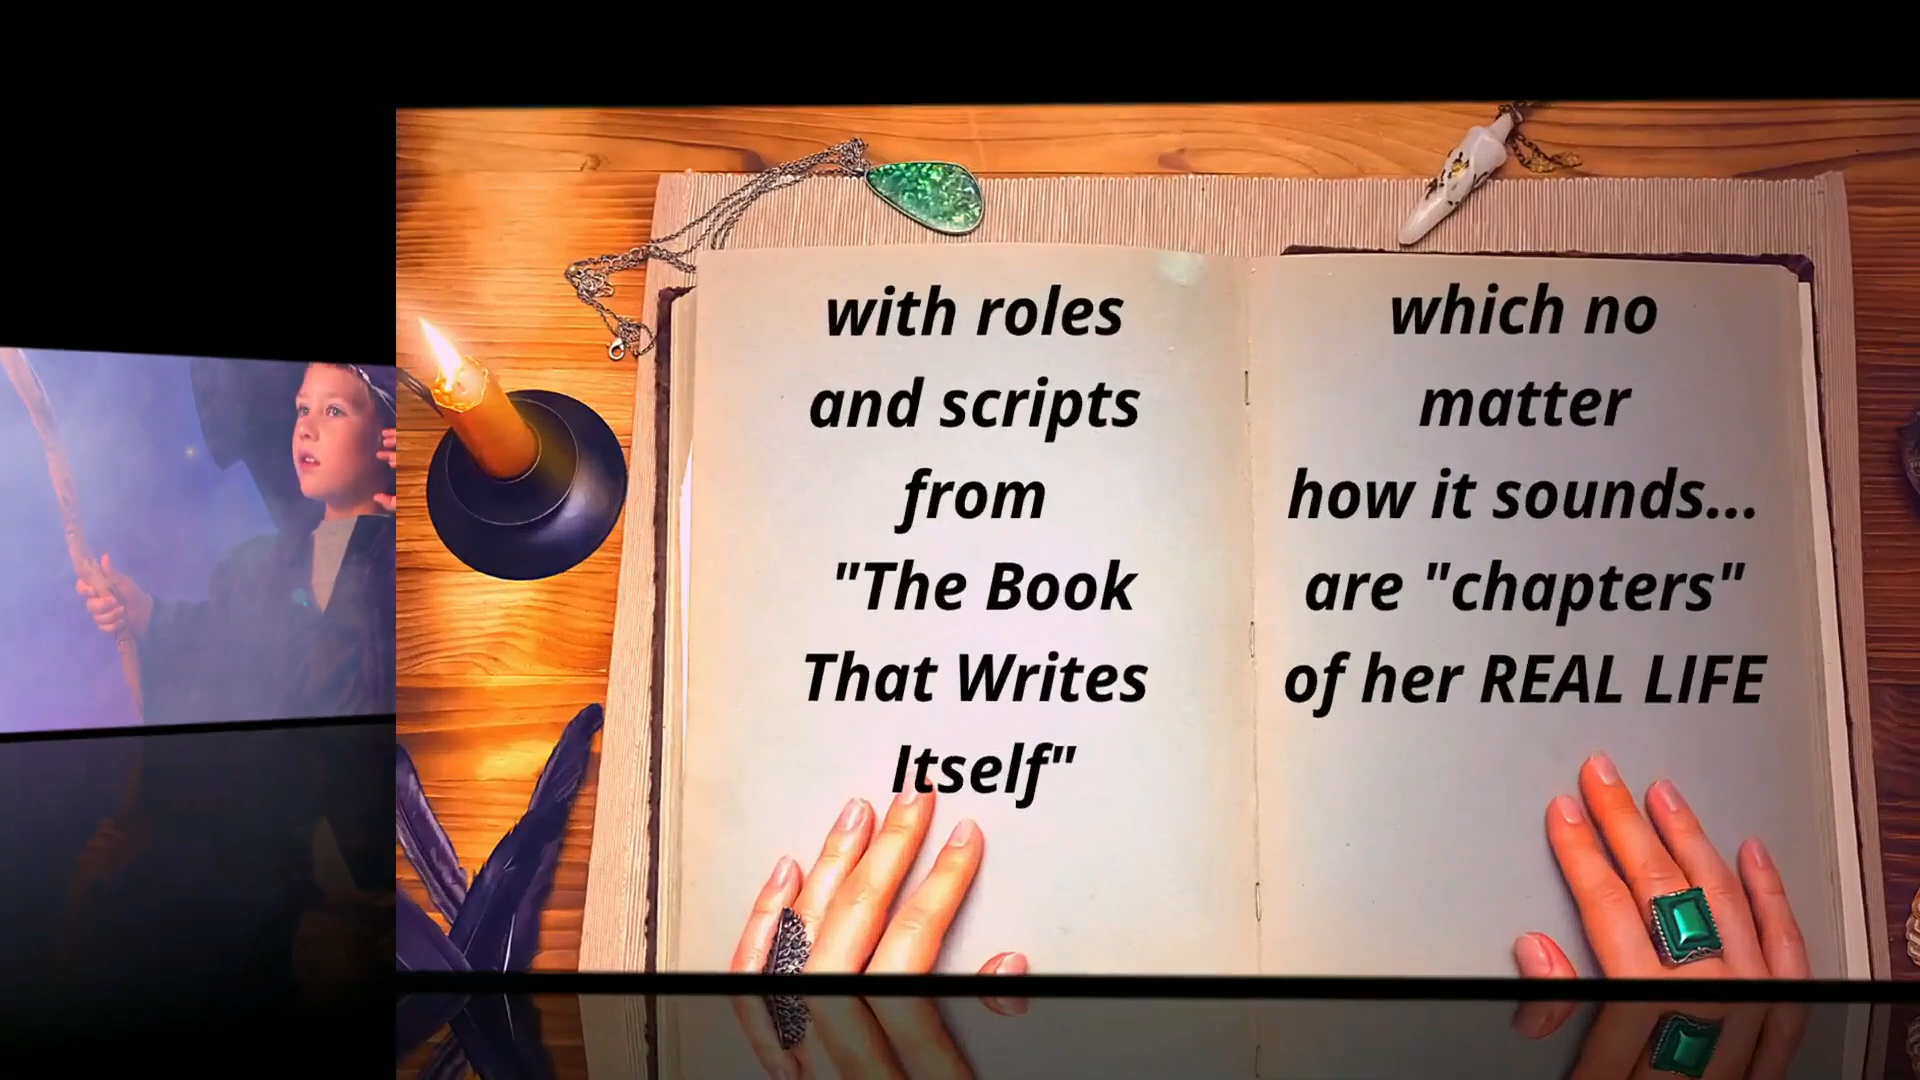 with roles
and scripts
from
"The Book
That Writes
Itself"
which no
matter
how it sounds...
are "chapters"
of her REAL LIFE